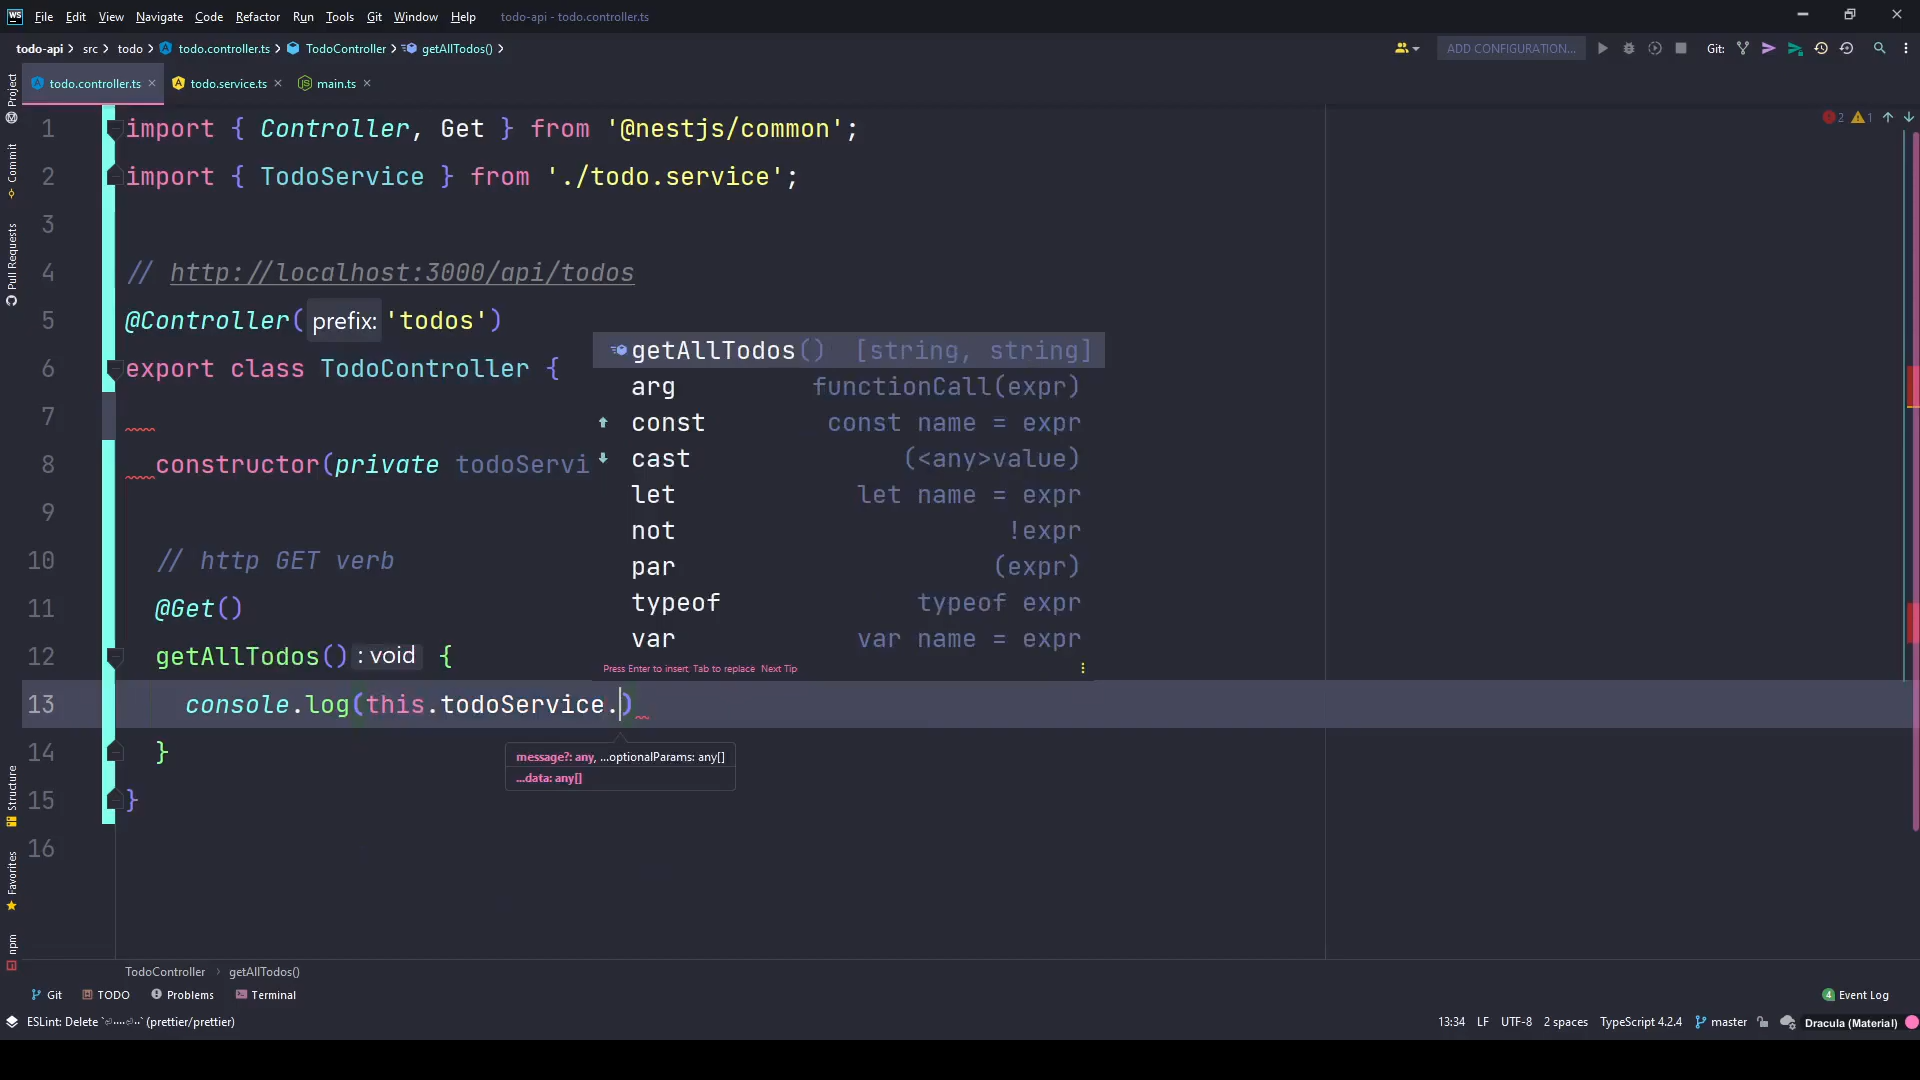 WS File Edit View Navigate Code Refactor Run Tools Git Window Help todo-api - todo.controller.ts
todo-api src todo todo.controller.ts TodoController getAllTodos() ADD CONFIGURATION... Git:
todo.controller.ts todo.service.ts main.ts
Project
Commit
Pull Requests
Structure
Favorites
npm
2 1
1 import { Controller, Get } from '@nestjs/common';
2 import { TodoService } from './todo.service';
3
4 // http://localhost:3000/api/todos
5 @Controller( prefix: 'todos')
6 export class TodoController {
7
8 constructor(private todoServi
9
10 // http GET verb
11 @Get()
12 getAllTodos() : void {
13 console.log(this.todoService.)
14 }
15 }
16
getAllTodos() [string, string]
arg functionCall(expr)
const const name = expr
cast (<any>value)
let let name = expr
not !expr
par (expr)
typeof typeof expr
var var name = expr
Press Enter to insert, Tab to replace Next Tip
message?: any, ...optionalParams: any[]
...data: any[]
TodoController getAllTodos()
Git TODO Problems Terminal 4 Event Log
ESLint: Delete `⏎····⏎··` (prettier/prettier) 13:34 LF UTF-8 2 spaces TypeScript 4.2.4 master Dracula (Material)